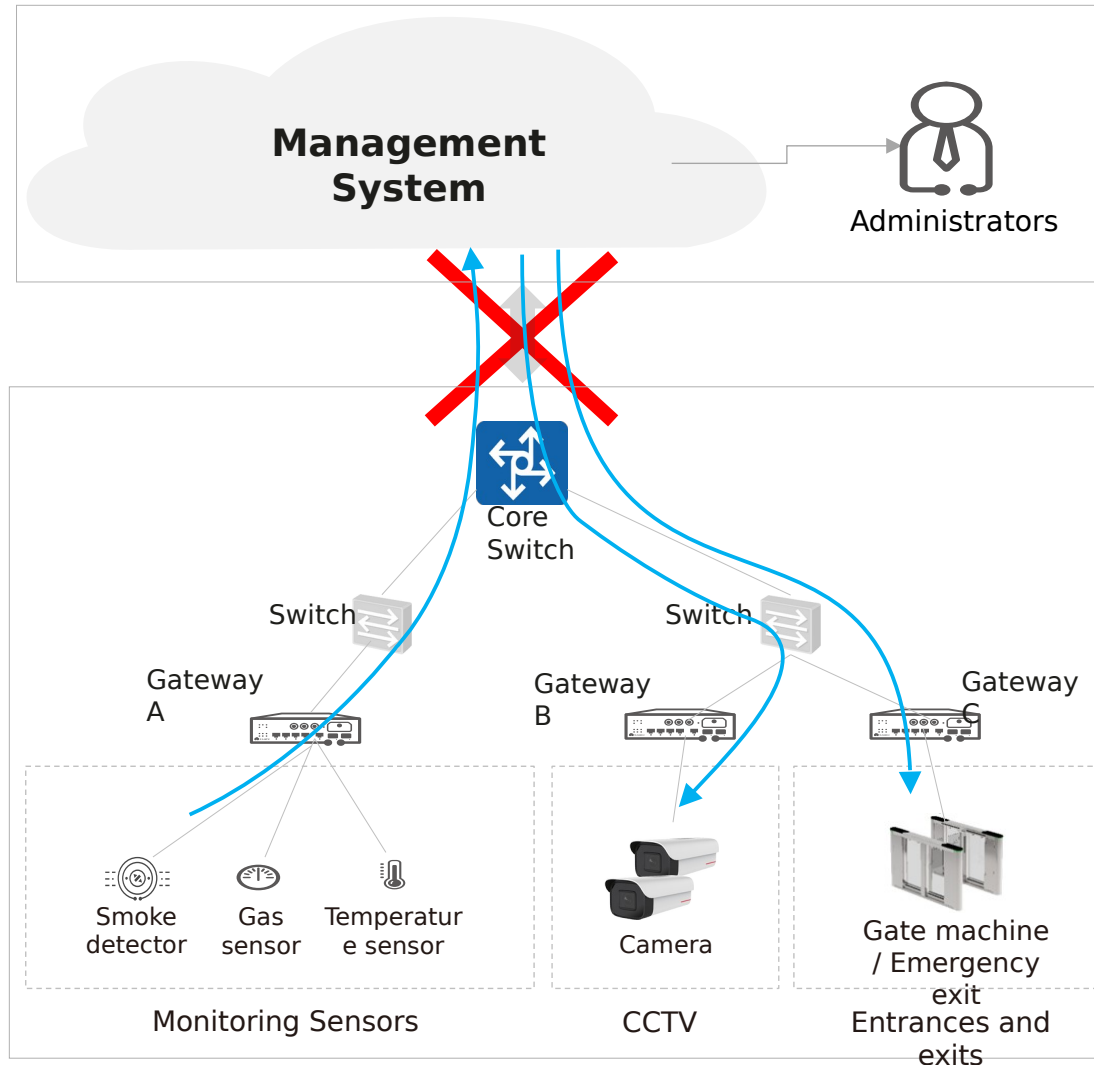 Management
System
Administrators
Core
Switch
Switch
Switch
Gateway
A
Gateway
B
Gateway
C
Smoke
detector
Gas
sensor
Temperatur
e sensor
Camera
Gate machine
/ Emergency
exit
Monitoring Sensors
CCTV
Entrances and
exits